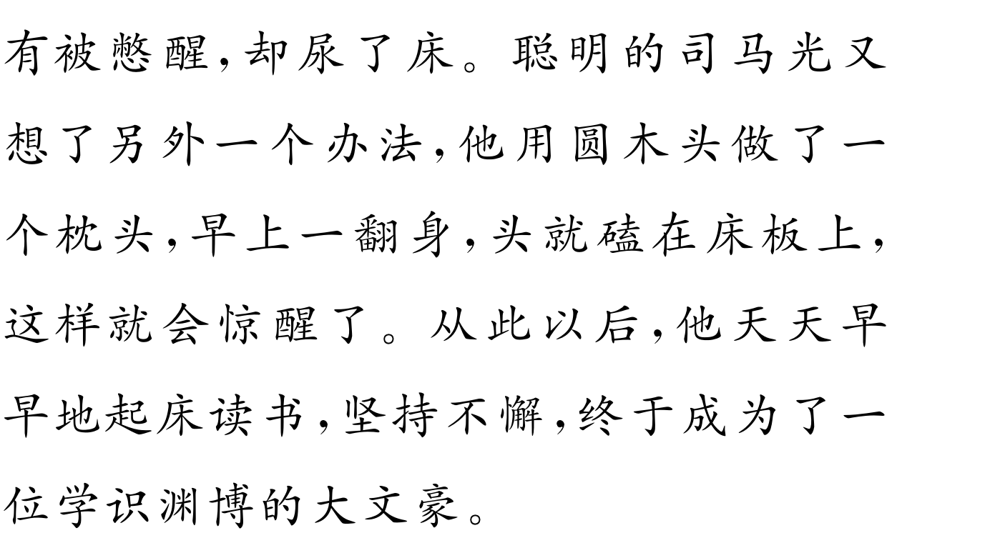 有被憋醒,却尿了床。聪明的司马光又
想了另外一个办法,他用圆木头做了一
个枕头,早上一翻身,头就磕在床板上,
这样就会惊醒了。从此以后,他天天早
早地起床读书,坚持不懈,终于成为了一
位学识渊博的大文豪。